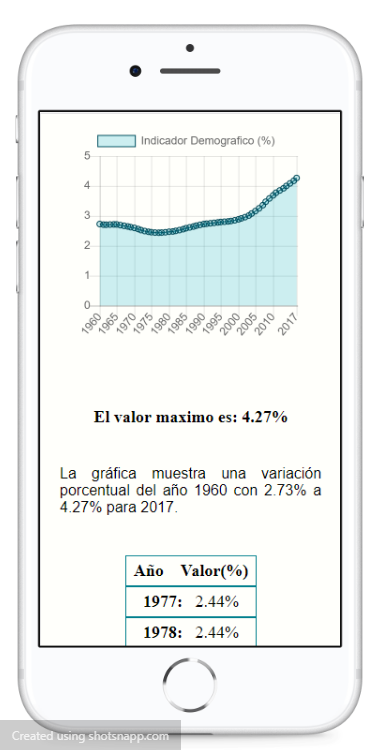 Indicador Demografico (%)
5
4
3
2
1
0
1960
1965
1970
1975
1980
1985
1990
1995
2000
2005
2010
2017
El valor maximo es: 4.27%
La gráfica muestra una variación
porcentual del año 1960 con 2.73% a
4.27% para 2017.
Año Valor(%)
1977: 2.44%
1978: 2.44%
Created using shotsnapp.com